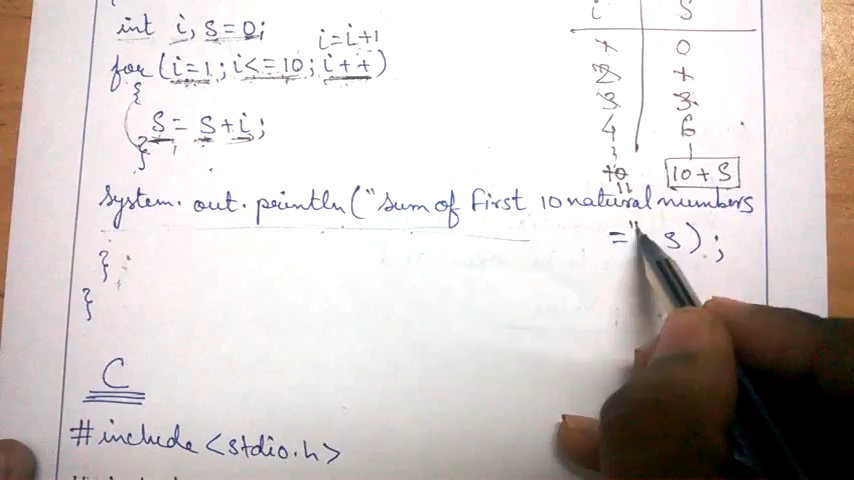 i S
int i, S=0;
i=i+1
1 0
for (i=1; i<=10; i++)
2 1
{
3 3
S = S+i;
4 6
}
10 10+S
11
System.out.println("Sum of first 10 natural numbers
=" S);
}
}
C
#include <stdio.h>